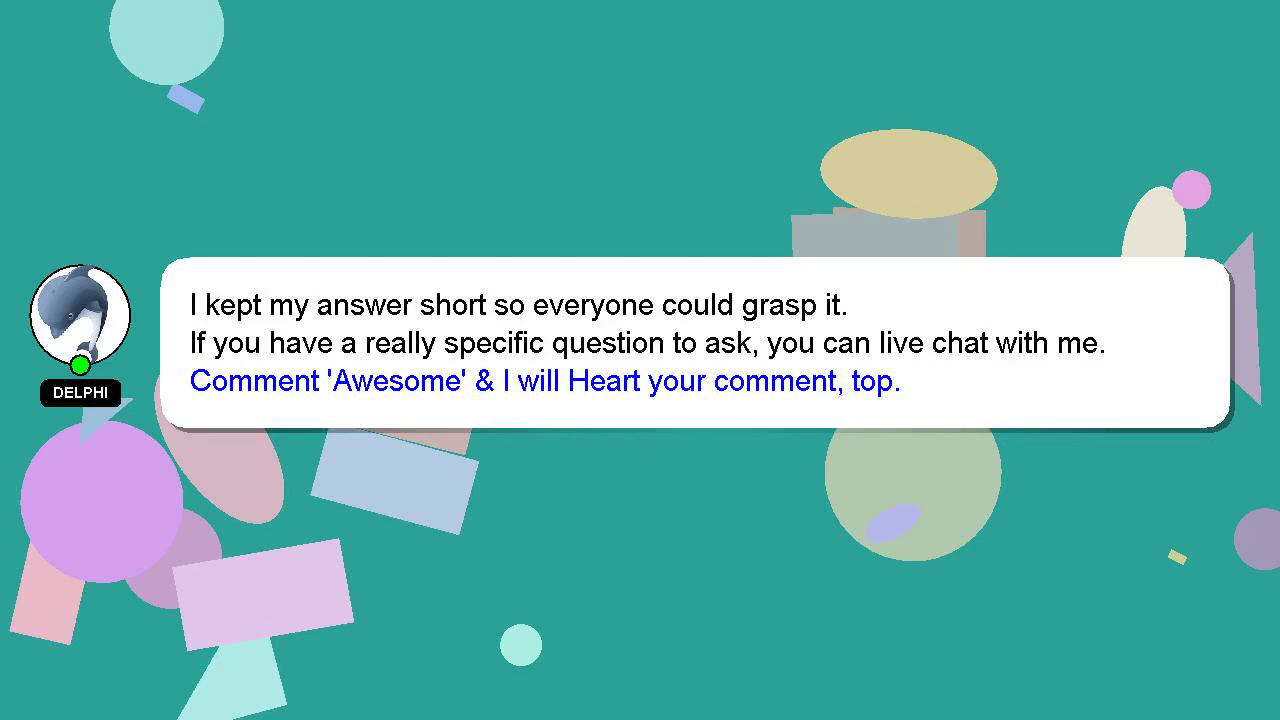 I kept my answer short so everyone could grasp it.
If you have a really specific question to ask, you can live chat with me.
Comment 'Awesome' & I will Heart your comment, top.
DELPHI